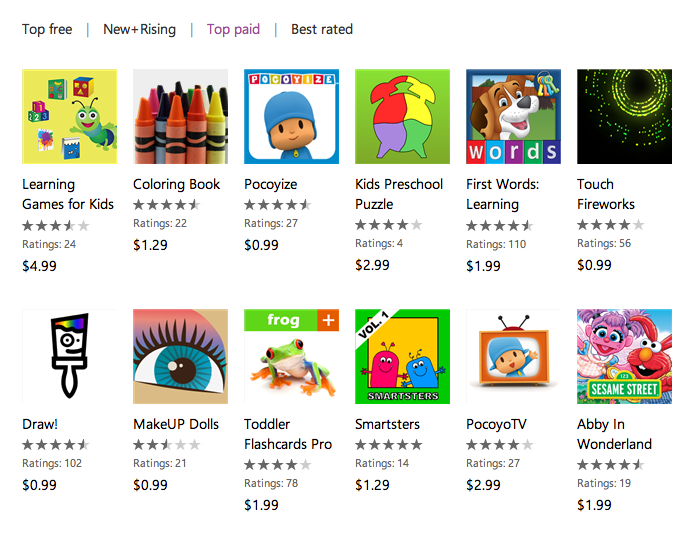 Top free | New+Rising | Top paid | Best rated
POCOYIZE
words
Learning
Games for Kids
Ratings: 24
$4.99
Coloring Book
Ratings: 22
$1.29
Pocoyize
Ratings: 27
$0.99
Kids Preschool
Puzzle
Ratings: 4
$2.99
First Words:
Learning
Ratings: 110
$1.99
Touch
Fireworks
Ratings: 56
$0.99
frog +
VOL. 1
SMARTSTERS
123
SESAME STREET
Draw!
Ratings: 102
$0.99
MakeUP Dolls
Ratings: 21
$0.99
Toddler
Flashcards Pro
Ratings: 78
$1.99
Smartsters
Ratings: 14
$1.29
PocoyoTV
Ratings: 27
$2.99
Abby In
Wonderland
Ratings: 19
$1.99